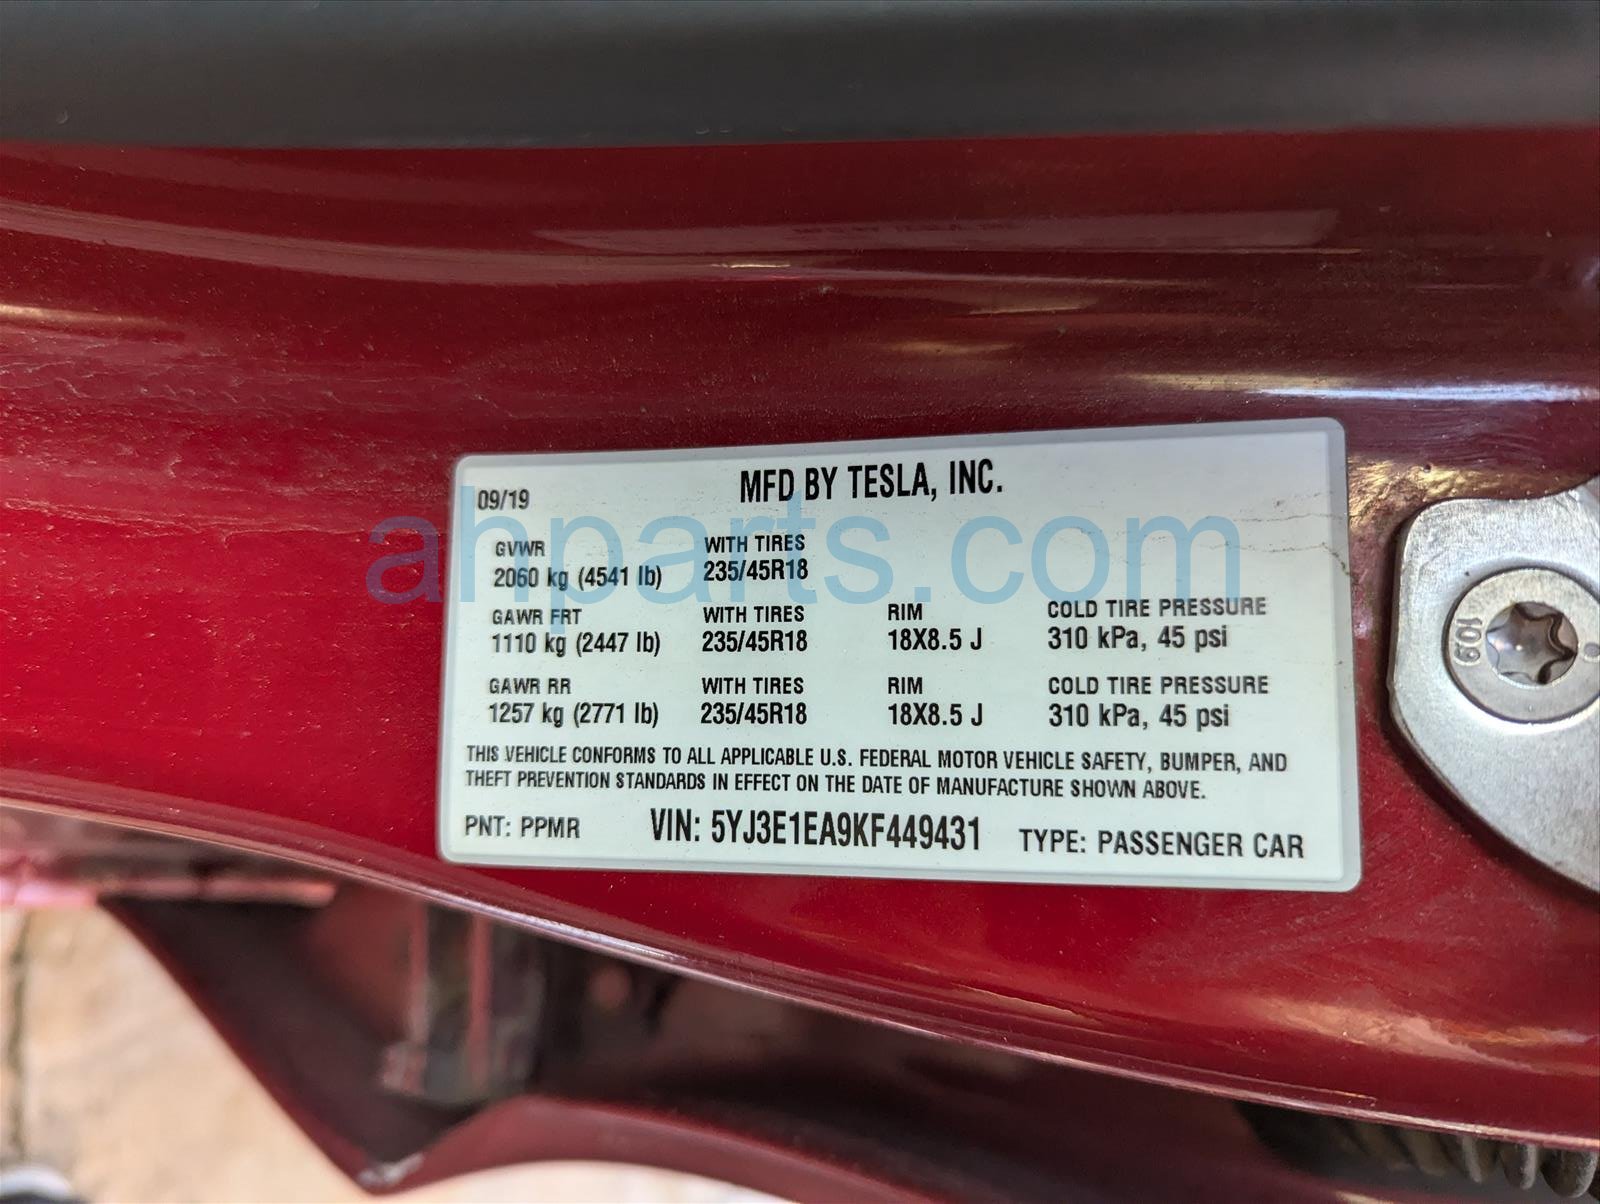 MFD BY TESLA, INC.
09/19
GVWR WITH TIRES
2060 kg (4541 lb) 235/45R18
GAWR FRT WITH TIRES RIM COLD TIRE PRESSURE
1110 kg (2447 lb) 235/45R18 18X8.5 J 310 kPa, 45 psi
GAWR RR WITH TIRES RIM COLD TIRE PRESSURE
1257 kg (2771 lb) 235/45R18 18X8.5 J 310 kPa, 45 psi
THIS VEHICLE CONFORMS TO ALL APPLICABLE U.S. FEDERAL MOTOR VEHICLE SAFETY, BUMPER, AND
THEFT PREVENTION STANDARDS IN EFFECT ON THE DATE OF MANUFACTURE SHOWN ABOVE.
PNT: PPMR VIN: 5YJ3E1EA9KF449431 TYPE: PASSENGER CAR
ahparts.com